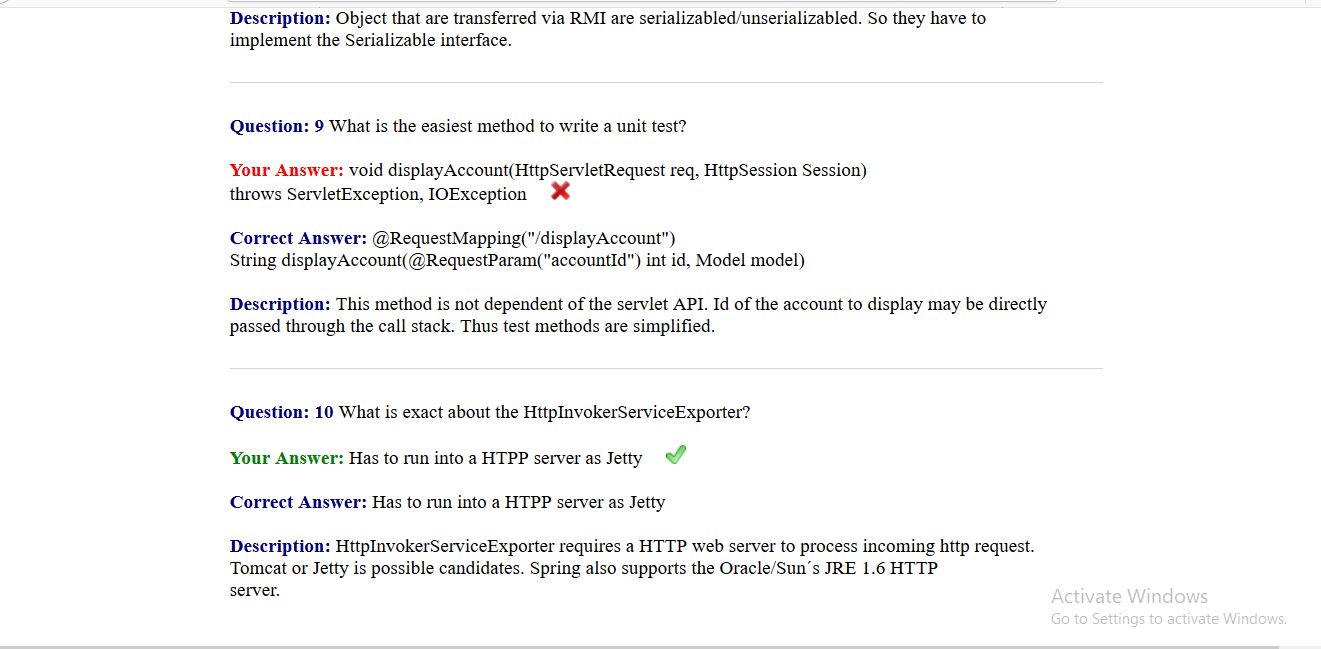 Description: Object that are transferred via RMI are serializabled/unserializabled. So they have to
implement the Serializable interface.
Question: 9 What is the easiest method to write a unit test?
Your Answer: void displayAccount(HttpServletRequest req, HttpSession Session)
throws ServletException, IOException
Correct Answer: @RequestMapping("/displayAccount")
String displayAccount(@RequestParam("accountId") int id, Model model)
Description: This method is not dependent of the servlet API. Id of the account to display may be directly
passed through the call stack. Thus test methods are simplified.
Question: 10 What is exact about the HttpInvokerServiceExporter?
Your Answer: Has to run into a HTPP server as Jetty
Correct Answer: Has to run into a HTPP server as Jetty
Description: HttpInvokerServiceExporter requires a HTTP web server to process incoming http request.
Tomcat or Jetty is possible candidates. Spring also supports the Oracle/Sun´s JRE 1.6 HTTP
server.
Activate Windows
Go to Settings to activate Windows.